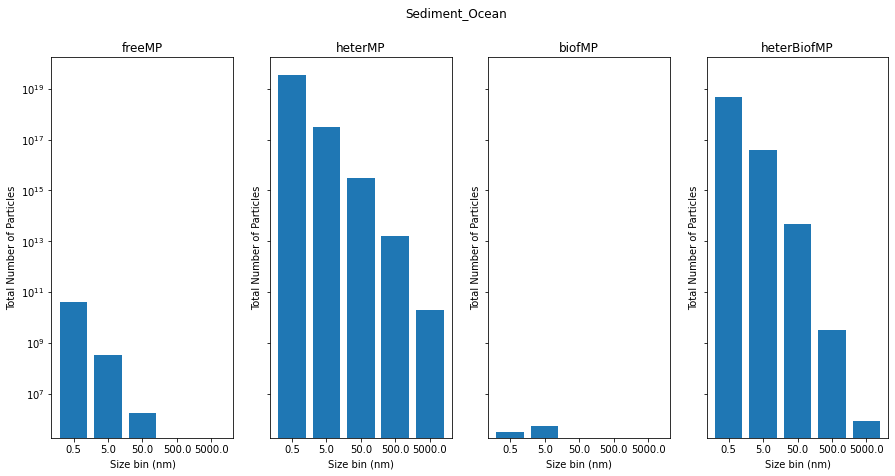 Sediment_Ocean
freeMP
heterMP
biofMP
heterBiofMP
Total Number of Particles
10^19
10^17
10^15
10^13
10^11
10^9
10^7
0.5 5.0 50.0 500.0 5000.0
Size bin (nm)
Total Number of Particles
0.5 5.0 50.0 500.0 5000.0
Size bin (nm)
Total Number of Particles
0.5 5.0 50.0 500.0 5000.0
Size bin (nm)
Total Number of Particles
0.5 5.0 50.0 500.0 5000.0
Size bin (nm)